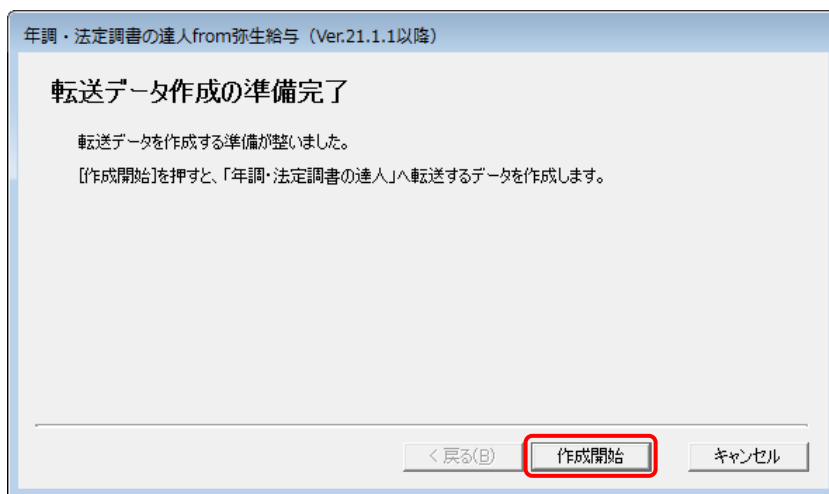 年調・法定調書の達人from弥生給与（Ver.21.1.1以降）
転送データ作成の準備完了
転送データを作成する準備が整いました。
[作成開始]を押すと、「年調・法定調書の達人」へ転送するデータを作成します。
< 戻る(B) 作成開始 キャンセル